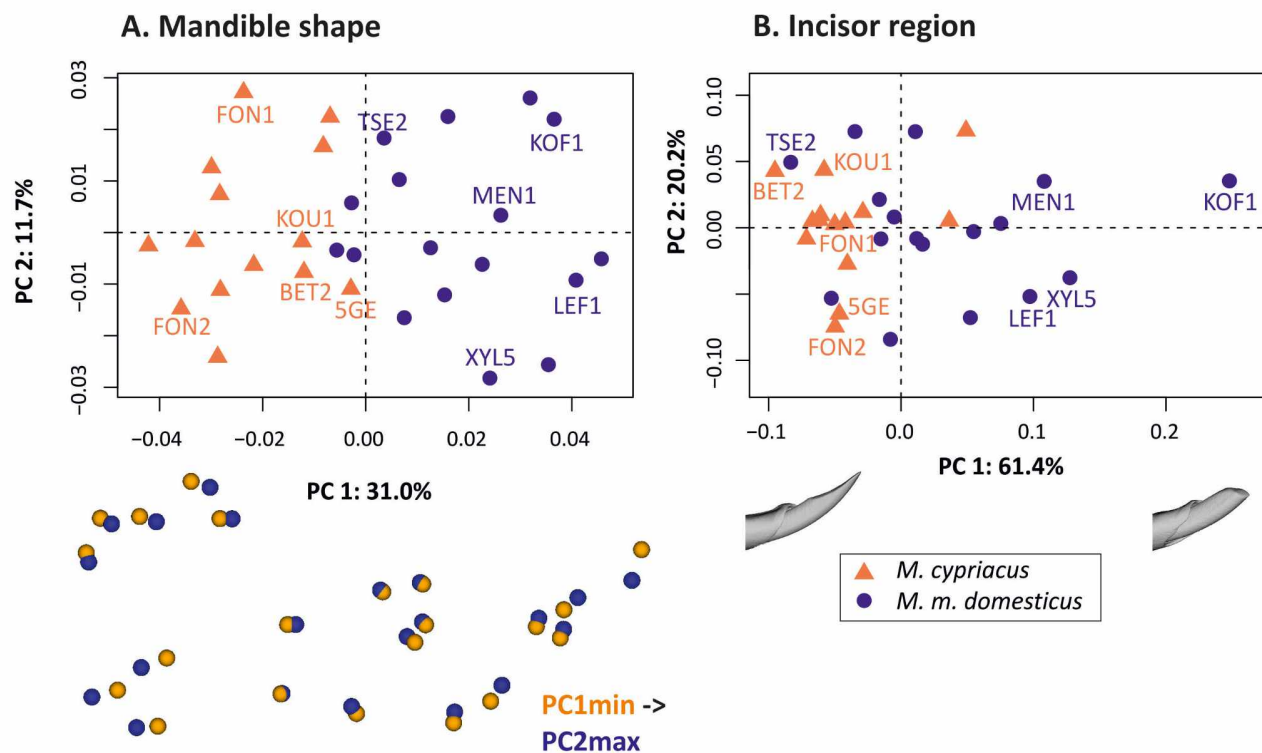 A. Mandible shape
PC 2: 11.7%
0.03
0.01
−0.01
−0.03
FON1
TSE2
KOF1
MEN1
KOU1
BET2
5GE
LEF1
FON2
XYL5
−0.04
−0.02
0.00
0.02
0.04
PC 1: 31.0%
PC1min ->
PC2max
B. Incisor region
PC 2: 20.2%
0.10
0.05
0.00
−0.10
TSE2
KOU1
BET2
MEN1
KOF1
FON1
5GE
XYL5
LEF1
FON2
−0.1
0.0
0.1
0.2
PC 1: 61.4%
M. cypriacus
M. m. domesticus